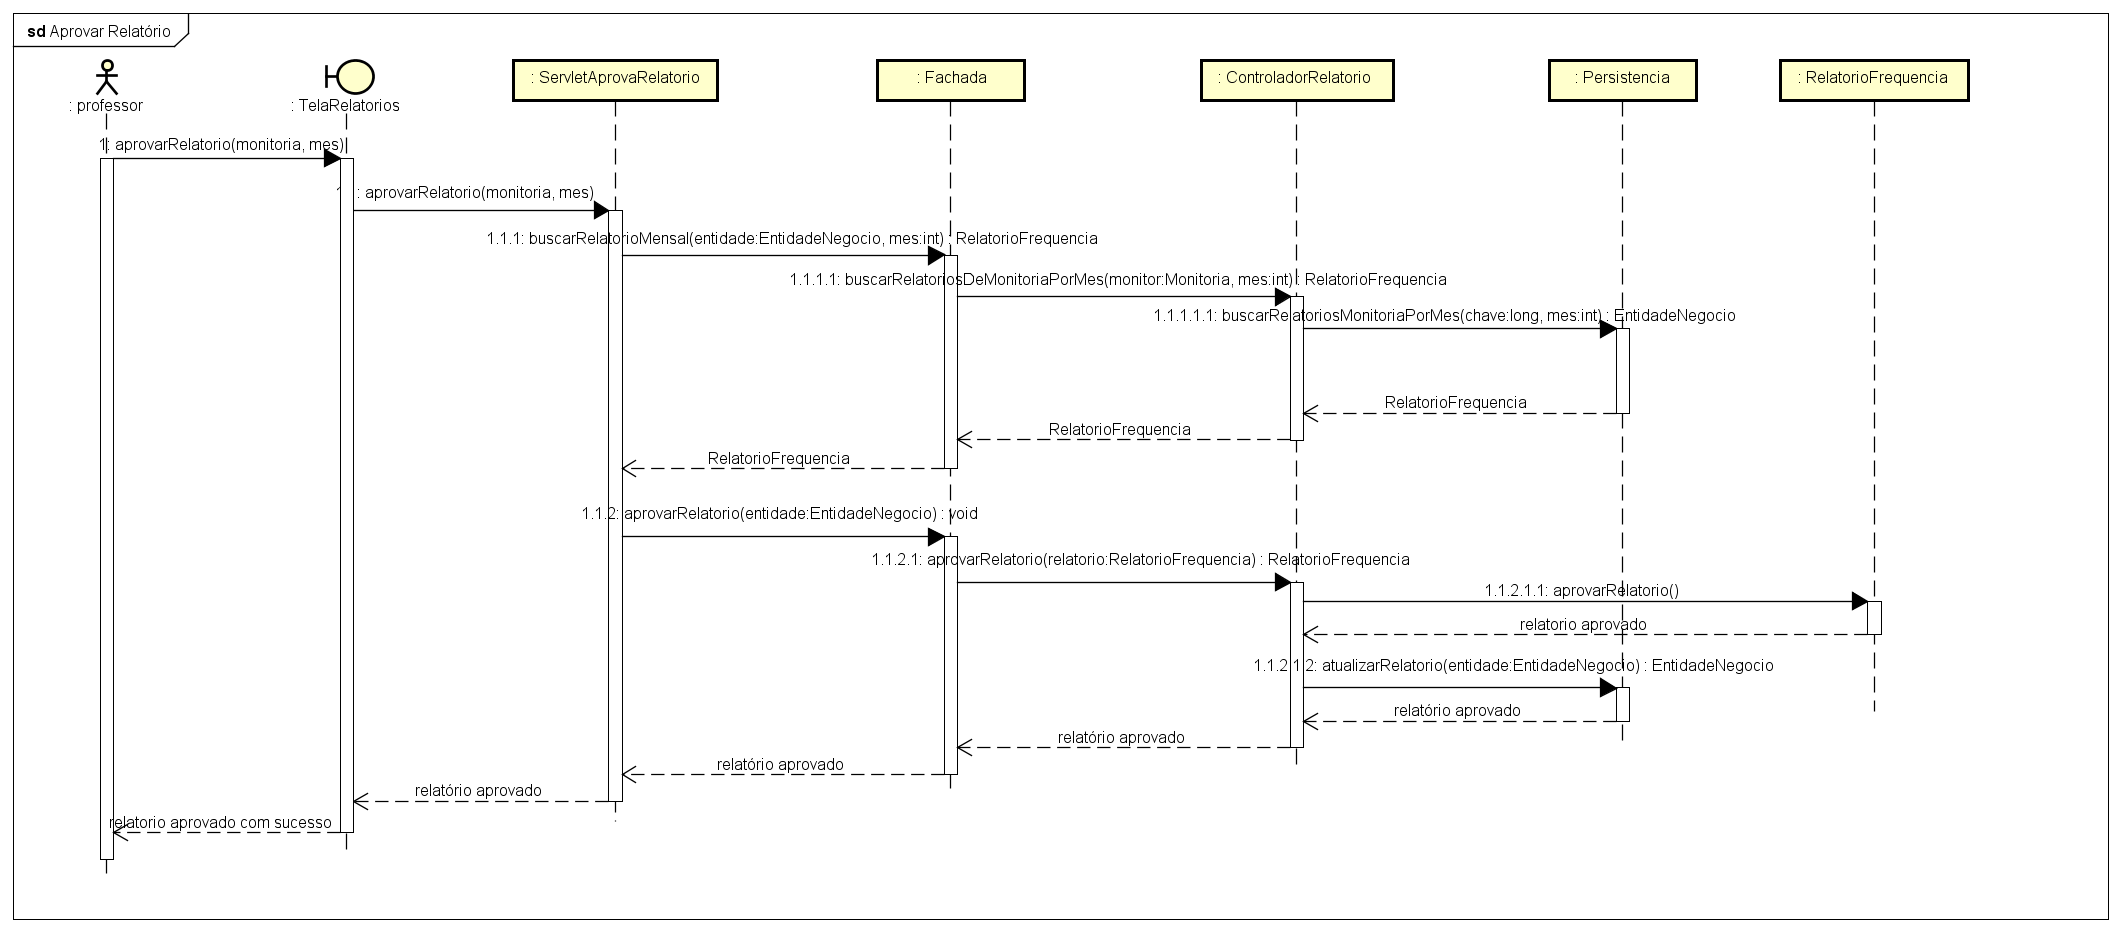 sd Aprovar Relatório
: professor
: TelaRelatorios
: ServletAprovaRelatorio
: Fachada
: ControladorRelatorio
: Persistencia
: RelatorioFrequencia
1: aprovarRelatorio(monitoria, mes)
: aprovarRelatorio(monitoria, mes)
1.1.1: buscarRelatorioMensal(entidade:EntidadeNegocio, mes:int) : RelatorioFrequencia
1.1.1.1: buscarRelatoriosDeMonitoriaPorMes(monitor:Monitoria, mes:int) : RelatorioFrequencia
1.1.1.1.1: buscarRelatoriosMonitoriaPorMes(chave:long, mes:int) : EntidadeNegocio
RelatorioFrequencia
RelatorioFrequencia
RelatorioFrequencia
1.1.2: aprovarRelatorio(entidade:EntidadeNegocio) : void
1.1.2.1: aprovarRelatorio(relatorio:RelatorioFrequencia) : RelatorioFrequencia
1.1.2.1.1: aprovarRelatorio()
relatorio aprovado
1.1.2.1.2: atualizarRelatorio(entidade:EntidadeNegocio) : EntidadeNegocio
relatório aprovado
relatório aprovado
relatório aprovado
relatório aprovado
relatorio aprovado com sucesso